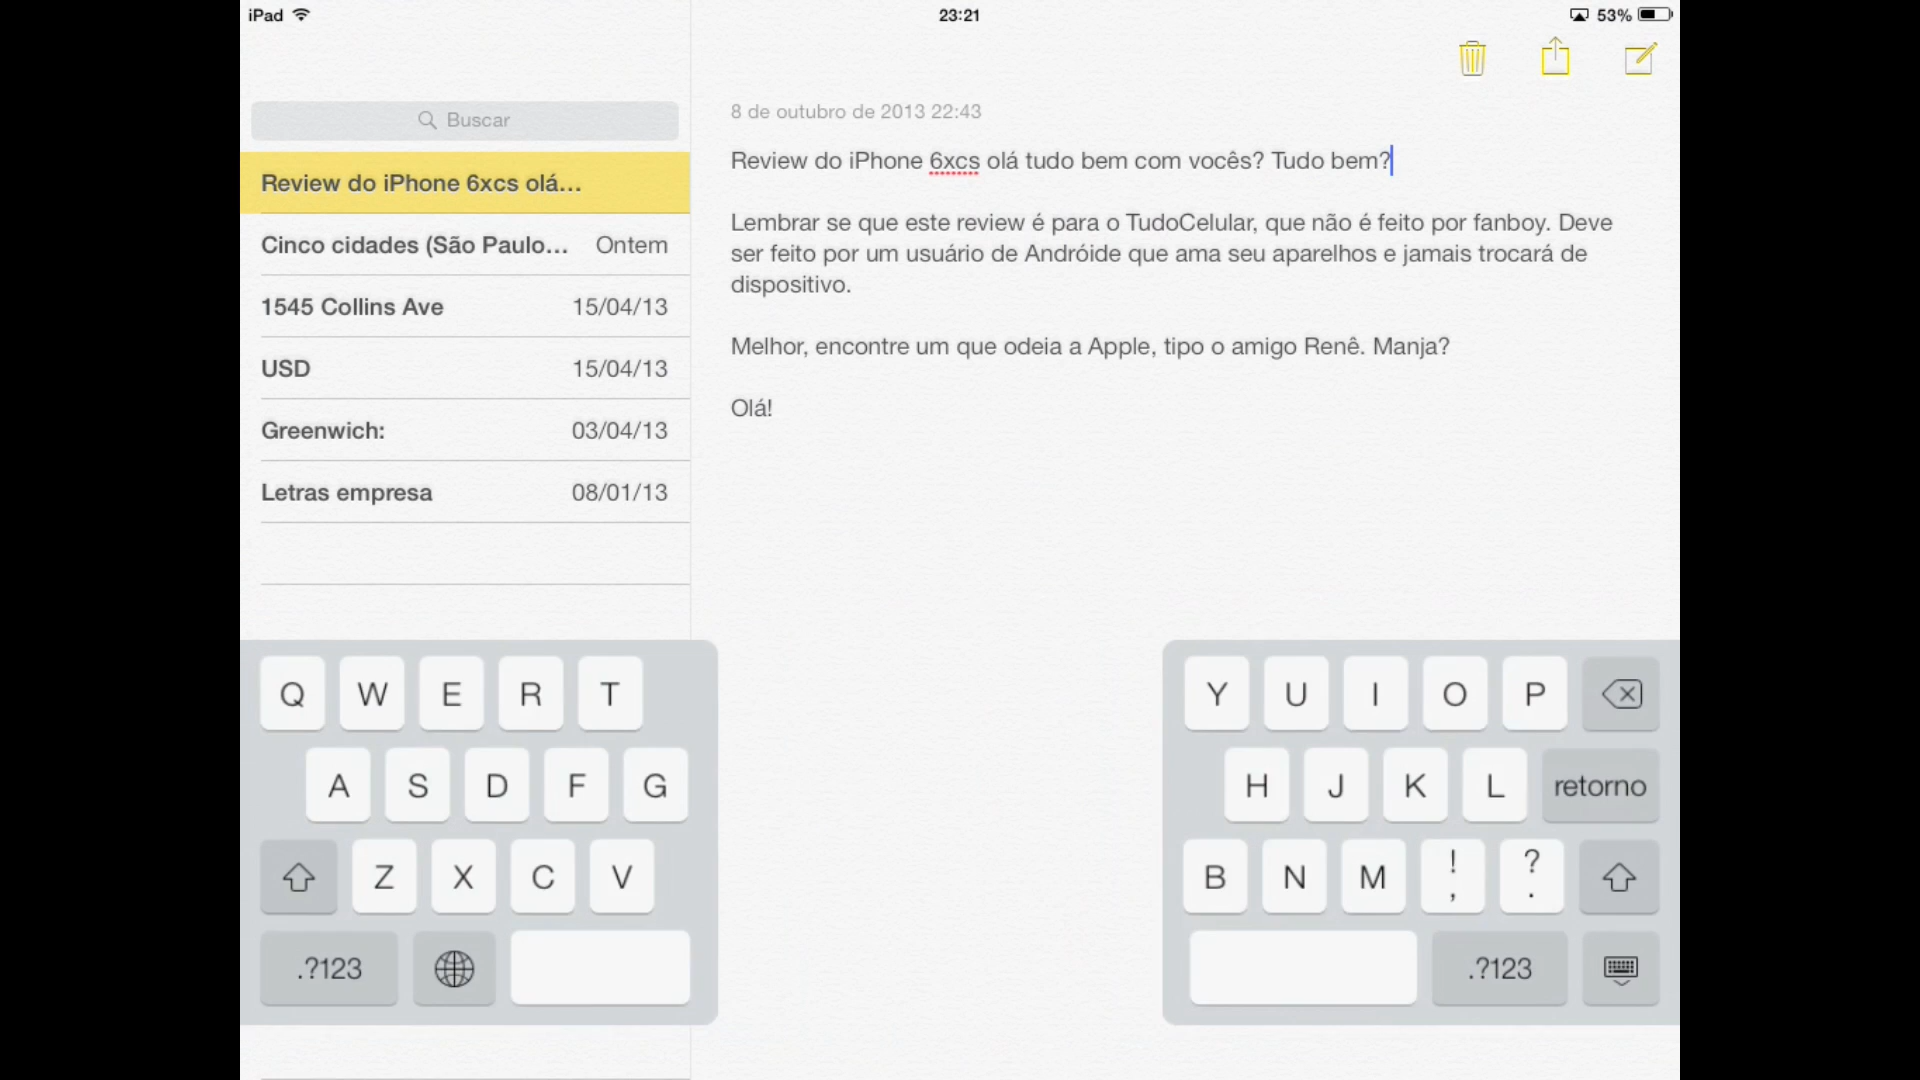 iPad
23:21
53%
Buscar
Review do iPhone 6xcs olá...
Cinco cidades (São Paulo... Ontem
1545 Collins Ave 15/04/13
USD 15/04/13
Greenwich: 03/04/13
Letras empresa 08/01/13
8 de outubro de 2013 22:43
Review do iPhone 6xcs olá tudo bem com vocês? Tudo bem?
Lembrar se que este review é para o TudoCelular, que não é feito por fanboy. Deve
ser feito por um usuário de Andróide que ama seu aparelhos e jamais trocará de
dispositivo.
Melhor, encontre um que odeia a Apple, tipo o amigo Renê. Manja?
Olá!
Q W E R T
A S D F G
Z X C V
.?123
Y U I O P
H J K L retorno
B N M ! , ? .
.?123